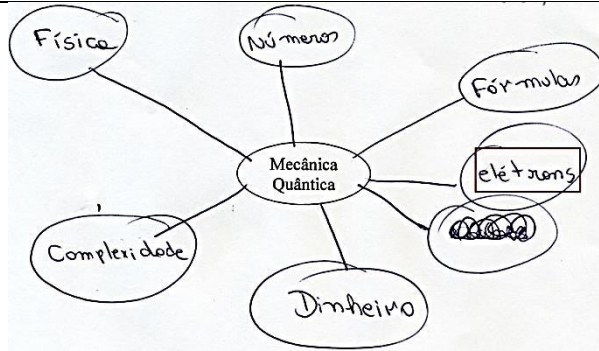 Física
Números
Fórmulas
Mecânica
Quântica
elétrons
Complexidade
Dinheiro